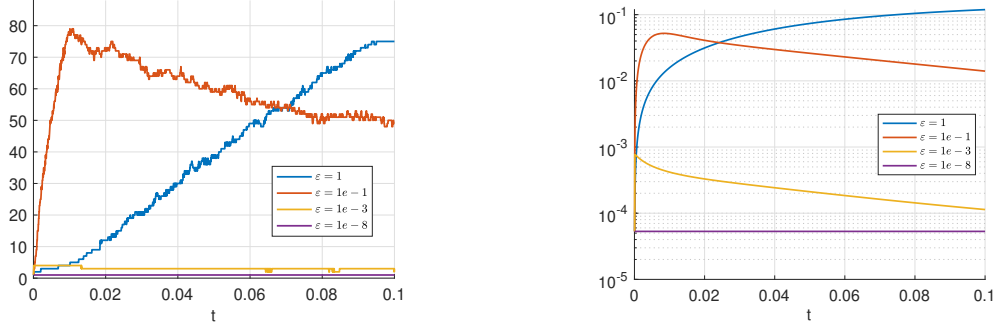 80
70
60
50
40
30
20
10
0
0 0.02 0.04 0.06 0.08 0.1
t
ε = 1
ε = 1e − 1
ε = 1e − 3
ε = 1e − 8
10^-1
10^-2
10^-3
10^-4
10^-5
0 0.02 0.04 0.06 0.08 0.1
t
ε = 1
ε = 1e − 1
ε = 1e − 3
ε = 1e − 8